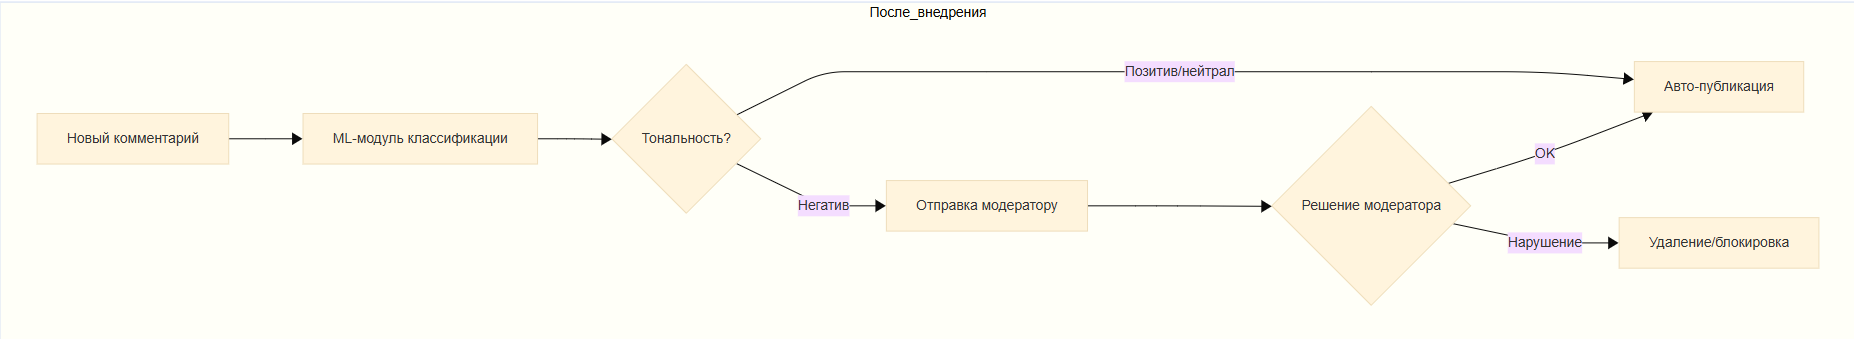 После_внедрения
Новый комментарий
ML-модуль классификации
Тональность?
Позитив/нейтрал
Негатив
Отправка модератору
Решение модератора
OK
Нарушение
Авто-публикация
Удаление/блокировка